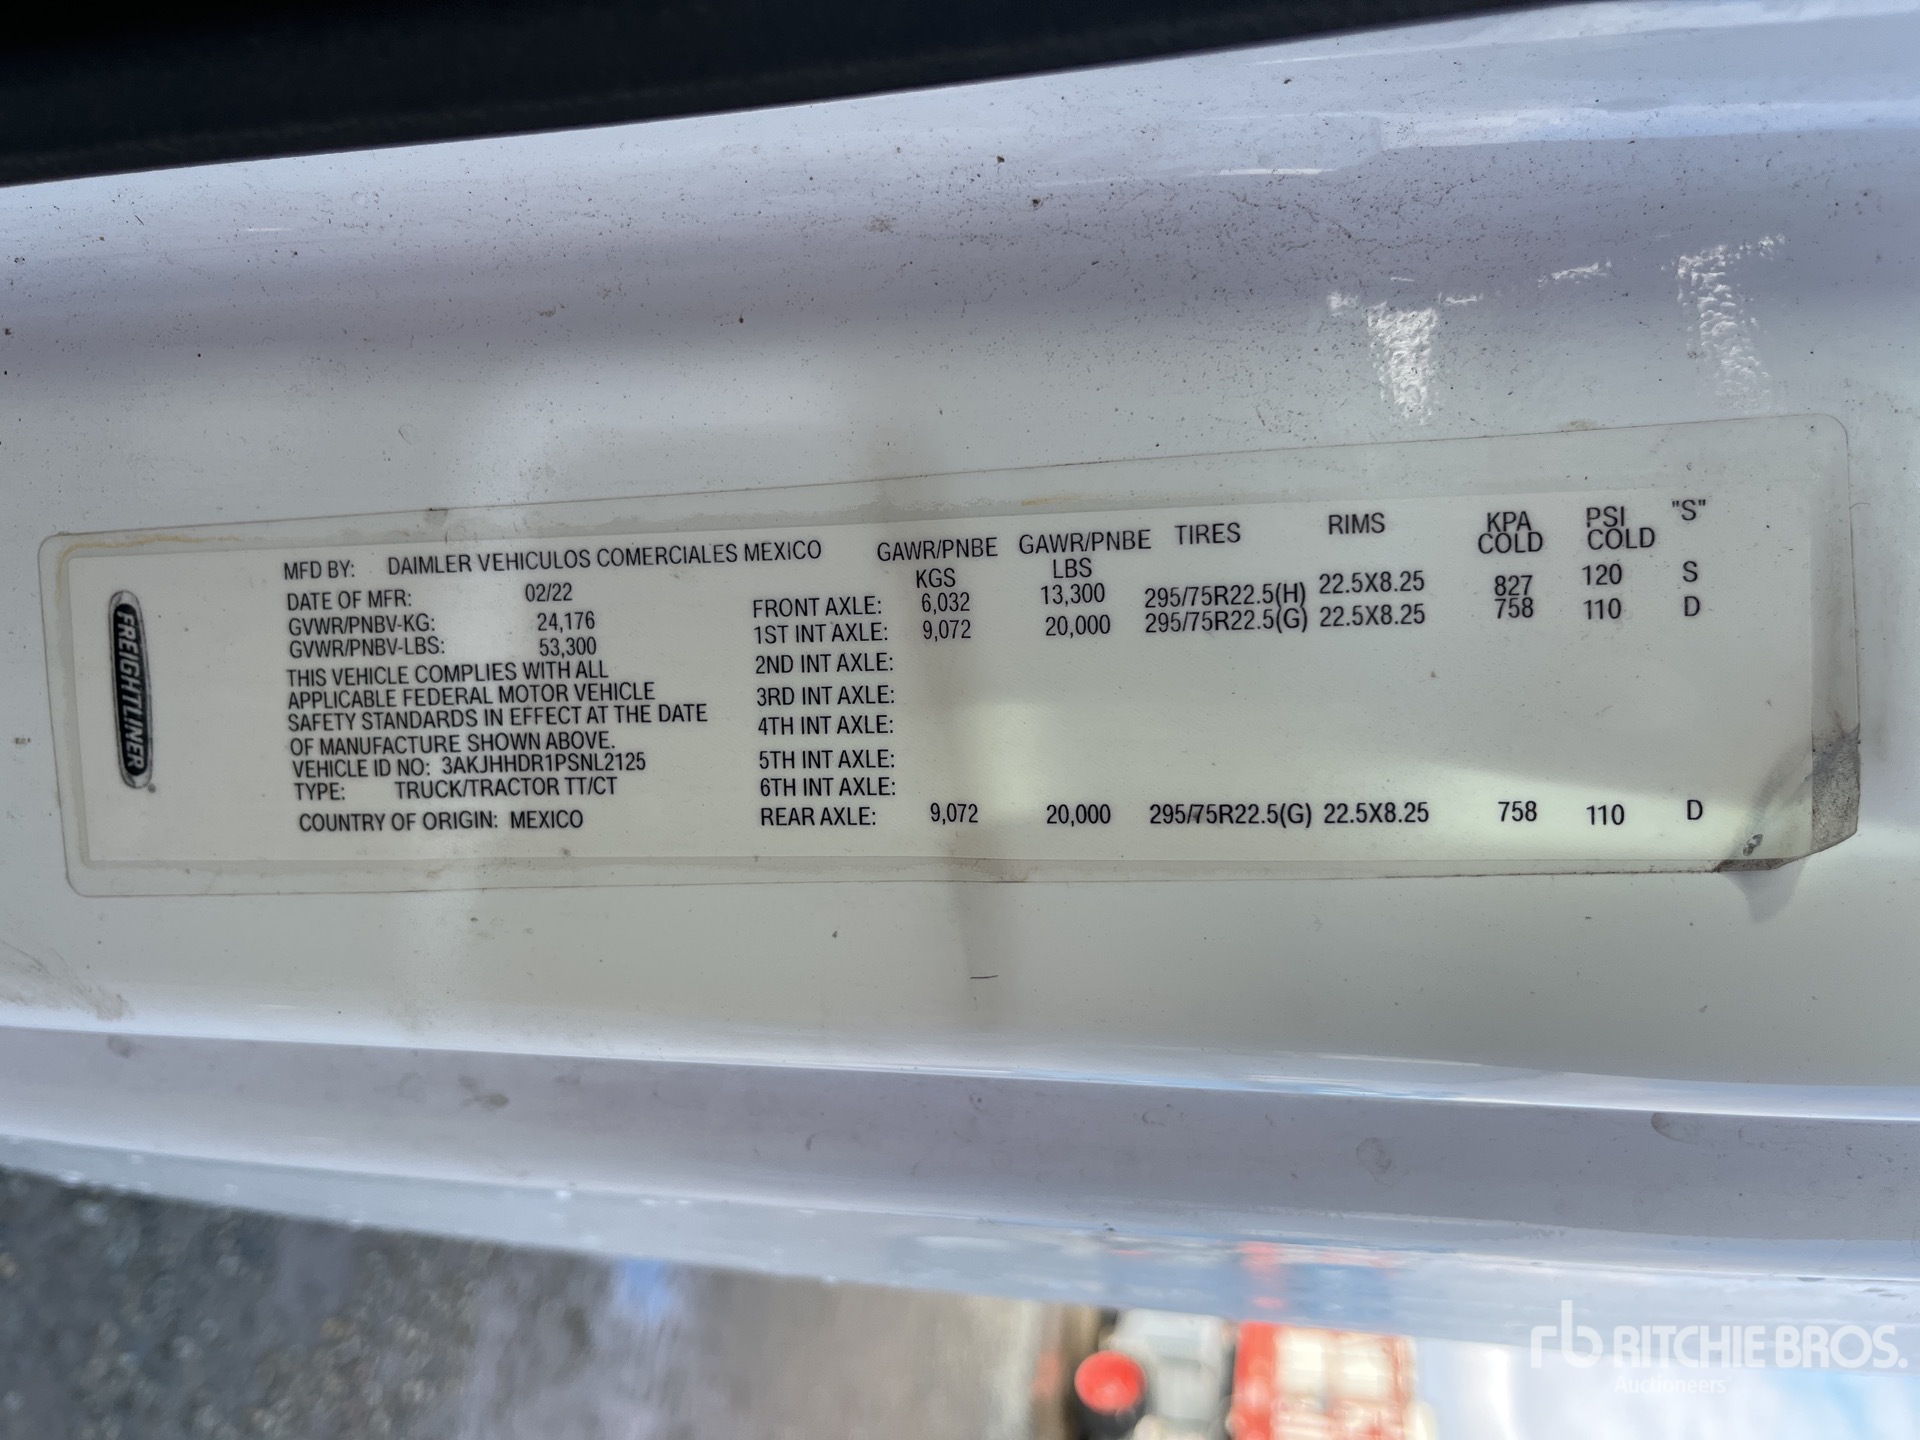 FREIGHTLINER®
MFD BY: DAIMLER VEHICULOS COMERCIALES MEXICO
DATE OF MFR: 02/22
GVWR/PNBV-KG: 24,176
GVWR/PNBV-LBS: 53,300
THIS VEHICLE COMPLIES WITH ALL
APPLICABLE FEDERAL MOTOR VEHICLE
SAFETY STANDARDS IN EFFECT AT THE DATE
OF MANUFACTURE SHOWN ABOVE.
VEHICLE ID NO: 3AKJHHDR1PSNL2125
TYPE: TRUCK/TRACTOR TT/CT
COUNTRY OF ORIGIN: MEXICO
GAWR/PNBE GAWR/PNBE TIRES RIMS KPA PSI "S"
KGS LBS COLD COLD
FRONT AXLE: 6,032 13,300 295/75R22.5(H) 22.5X8.25 827 120 S
1ST INT AXLE: 9,072 20,000 295/75R22.5(G) 22.5X8.25 758 110 D
2ND INT AXLE:
3RD INT AXLE:
4TH INT AXLE:
5TH INT AXLE:
6TH INT AXLE:
REAR AXLE: 9,072 20,000 295/75R22.5(G) 22.5X8.25 758 110 D
rb RITCHIE BROS.
Auctioneers